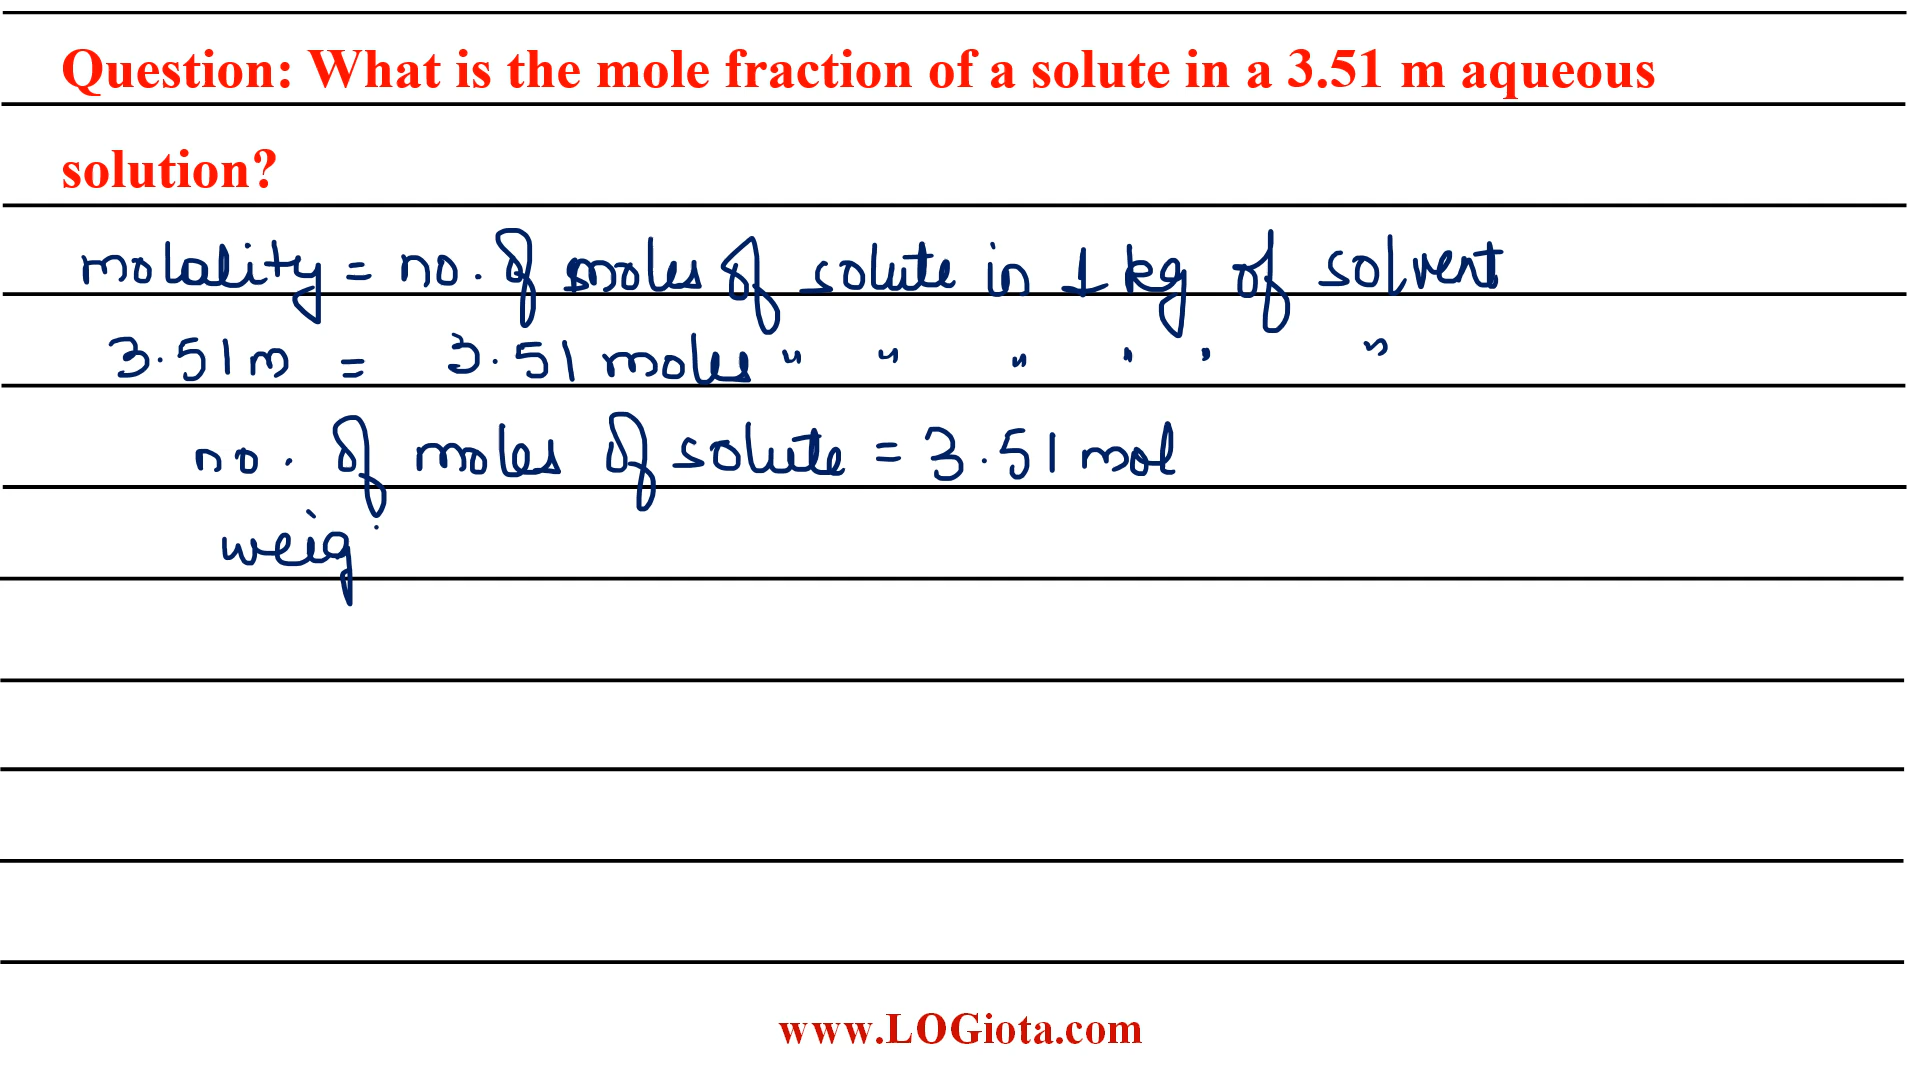 Question: What is the mole fraction of a solute in a 3.51 m aqueous
solution?
molality = no. of moles of solute in 1 kg of solvent
3.51 m = 3.51 moles " " " " " "
no. of moles of solute = 3.51 mol
weig
www.LOGiota.com